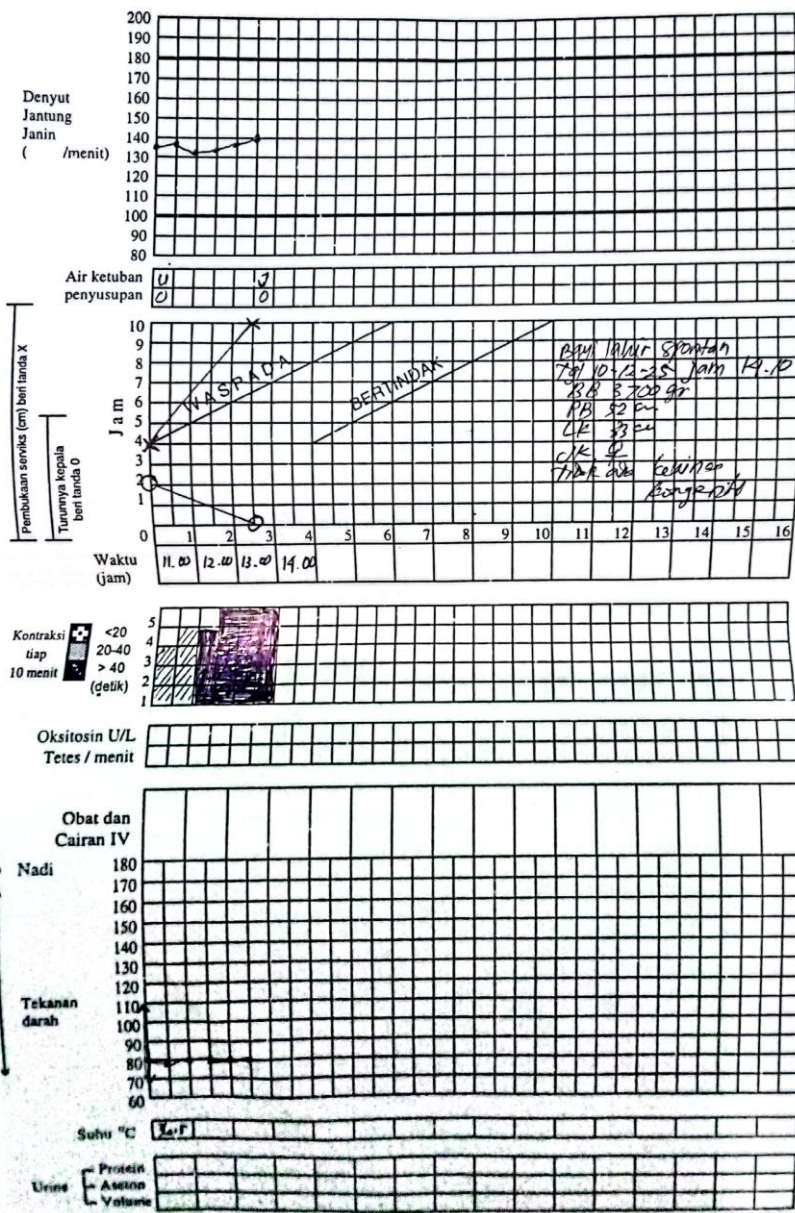 200
190
180
170
160
150
140
130
120
110
100
90
80
Denyut
Jantung
Janin
( /menit)
Air ketuban U J
penyusupan O O
Pembukaan serviks (cm) beri tanda X
Turunnya kepala
beri tanda 0
Jam
10
9
8
7
6
5
4
3
2
1
0
WASPADA
BERTINDAK
Bayi lahir spontan
Tgl 10-12-25 jam 14.10
BB 3700 gr
PB 52 cm
LK 33 cm
J/K ♀
Tidak ada kelainan
kongenital
1 2 3 4 5 6 7 8 9 10 11 12 13 14 15 16
Waktu
(jam)
11.00 12.00 13.00 14.00
Kontraksi
tiap
10 menit
<20
20-40
> 40
(detik)
5
4
3
2
1
Oksitosin U/L
Tetes / menit
Obat dan
Cairan IV
Nadi
Tekanan
darah
180
170
160
150
140
130
120
110
100
90
80
70
60
Suhu °C
Urine
Protein
Aseton
Volume